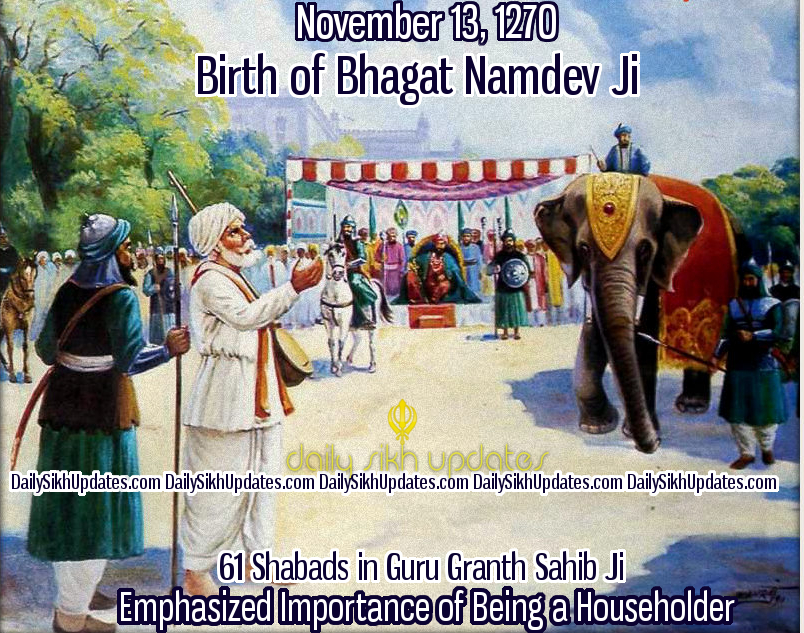 November 13, 1270
Birth of Bhagat Namdev Ji
daily sikh updates
DailySikhUpdates.com DailySikhUpdates.com DailySikhUpdates.com DailySikhUpdates.com DailySikhUpdates.com
61 Shabads in Guru Granth Sahib Ji
Emphasized Importance of Being a Householder